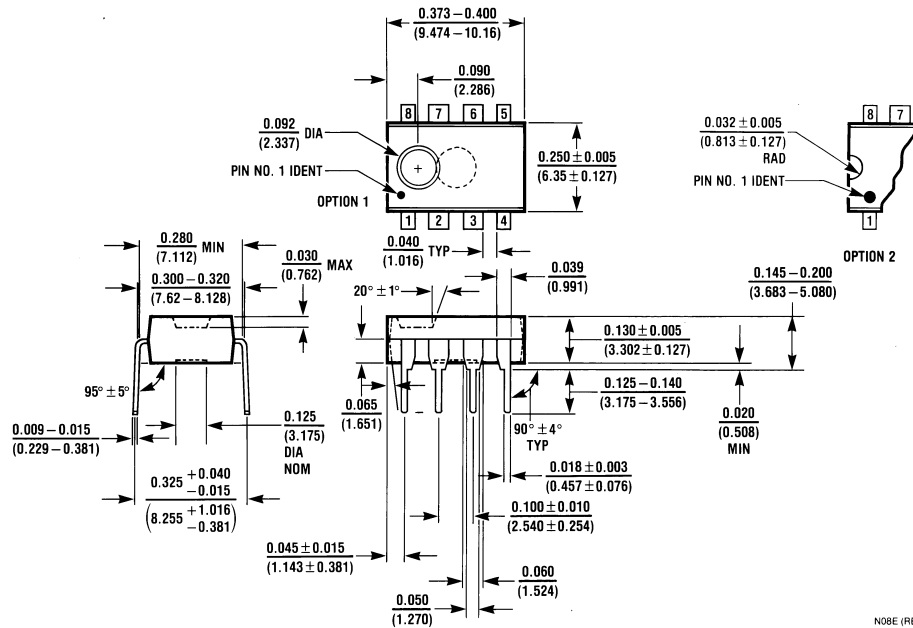 0.373 – 0.400
(9.474 – 10.16)
0.090
(2.286)
8 7 6 5
0.092 DIA
(2.337)
PIN NO. 1 IDENT
OPTION 1
0.250 ± 0.005
(6.35 ± 0.127)
1 2 3 4
8 7
0.032 ± 0.005
(0.813 ± 0.127)
RAD
PIN NO. 1 IDENT
1
OPTION 2
0.280 MIN
(7.112)
0.300 – 0.320
(7.62 – 8.128)
0.030 MAX
(0.762)
0.040 TYP
(1.016)
0.039
(0.991)
20° ± 1°
0.145 – 0.200
(3.683 – 5.080)
0.130 ± 0.005
(3.302 ± 0.127)
0.125 – 0.140
(3.175 – 3.556)
0.020
(0.508)
MIN
95° ± 5°
0.009 – 0.015
(0.229 – 0.381)
0.125
(3.175)
DIA
NOM
0.065
(1.651)
90° ± 4°
TYP
0.325 +0.040
−0.015
(8.255 +1.016
−0.381)
0.018 ± 0.003
(0.457 ± 0.076)
0.100 ± 0.010
(2.540 ± 0.254)
0.045 ± 0.015
(1.143 ± 0.381)
0.060
(1.524)
0.050
(1.270)
N08E